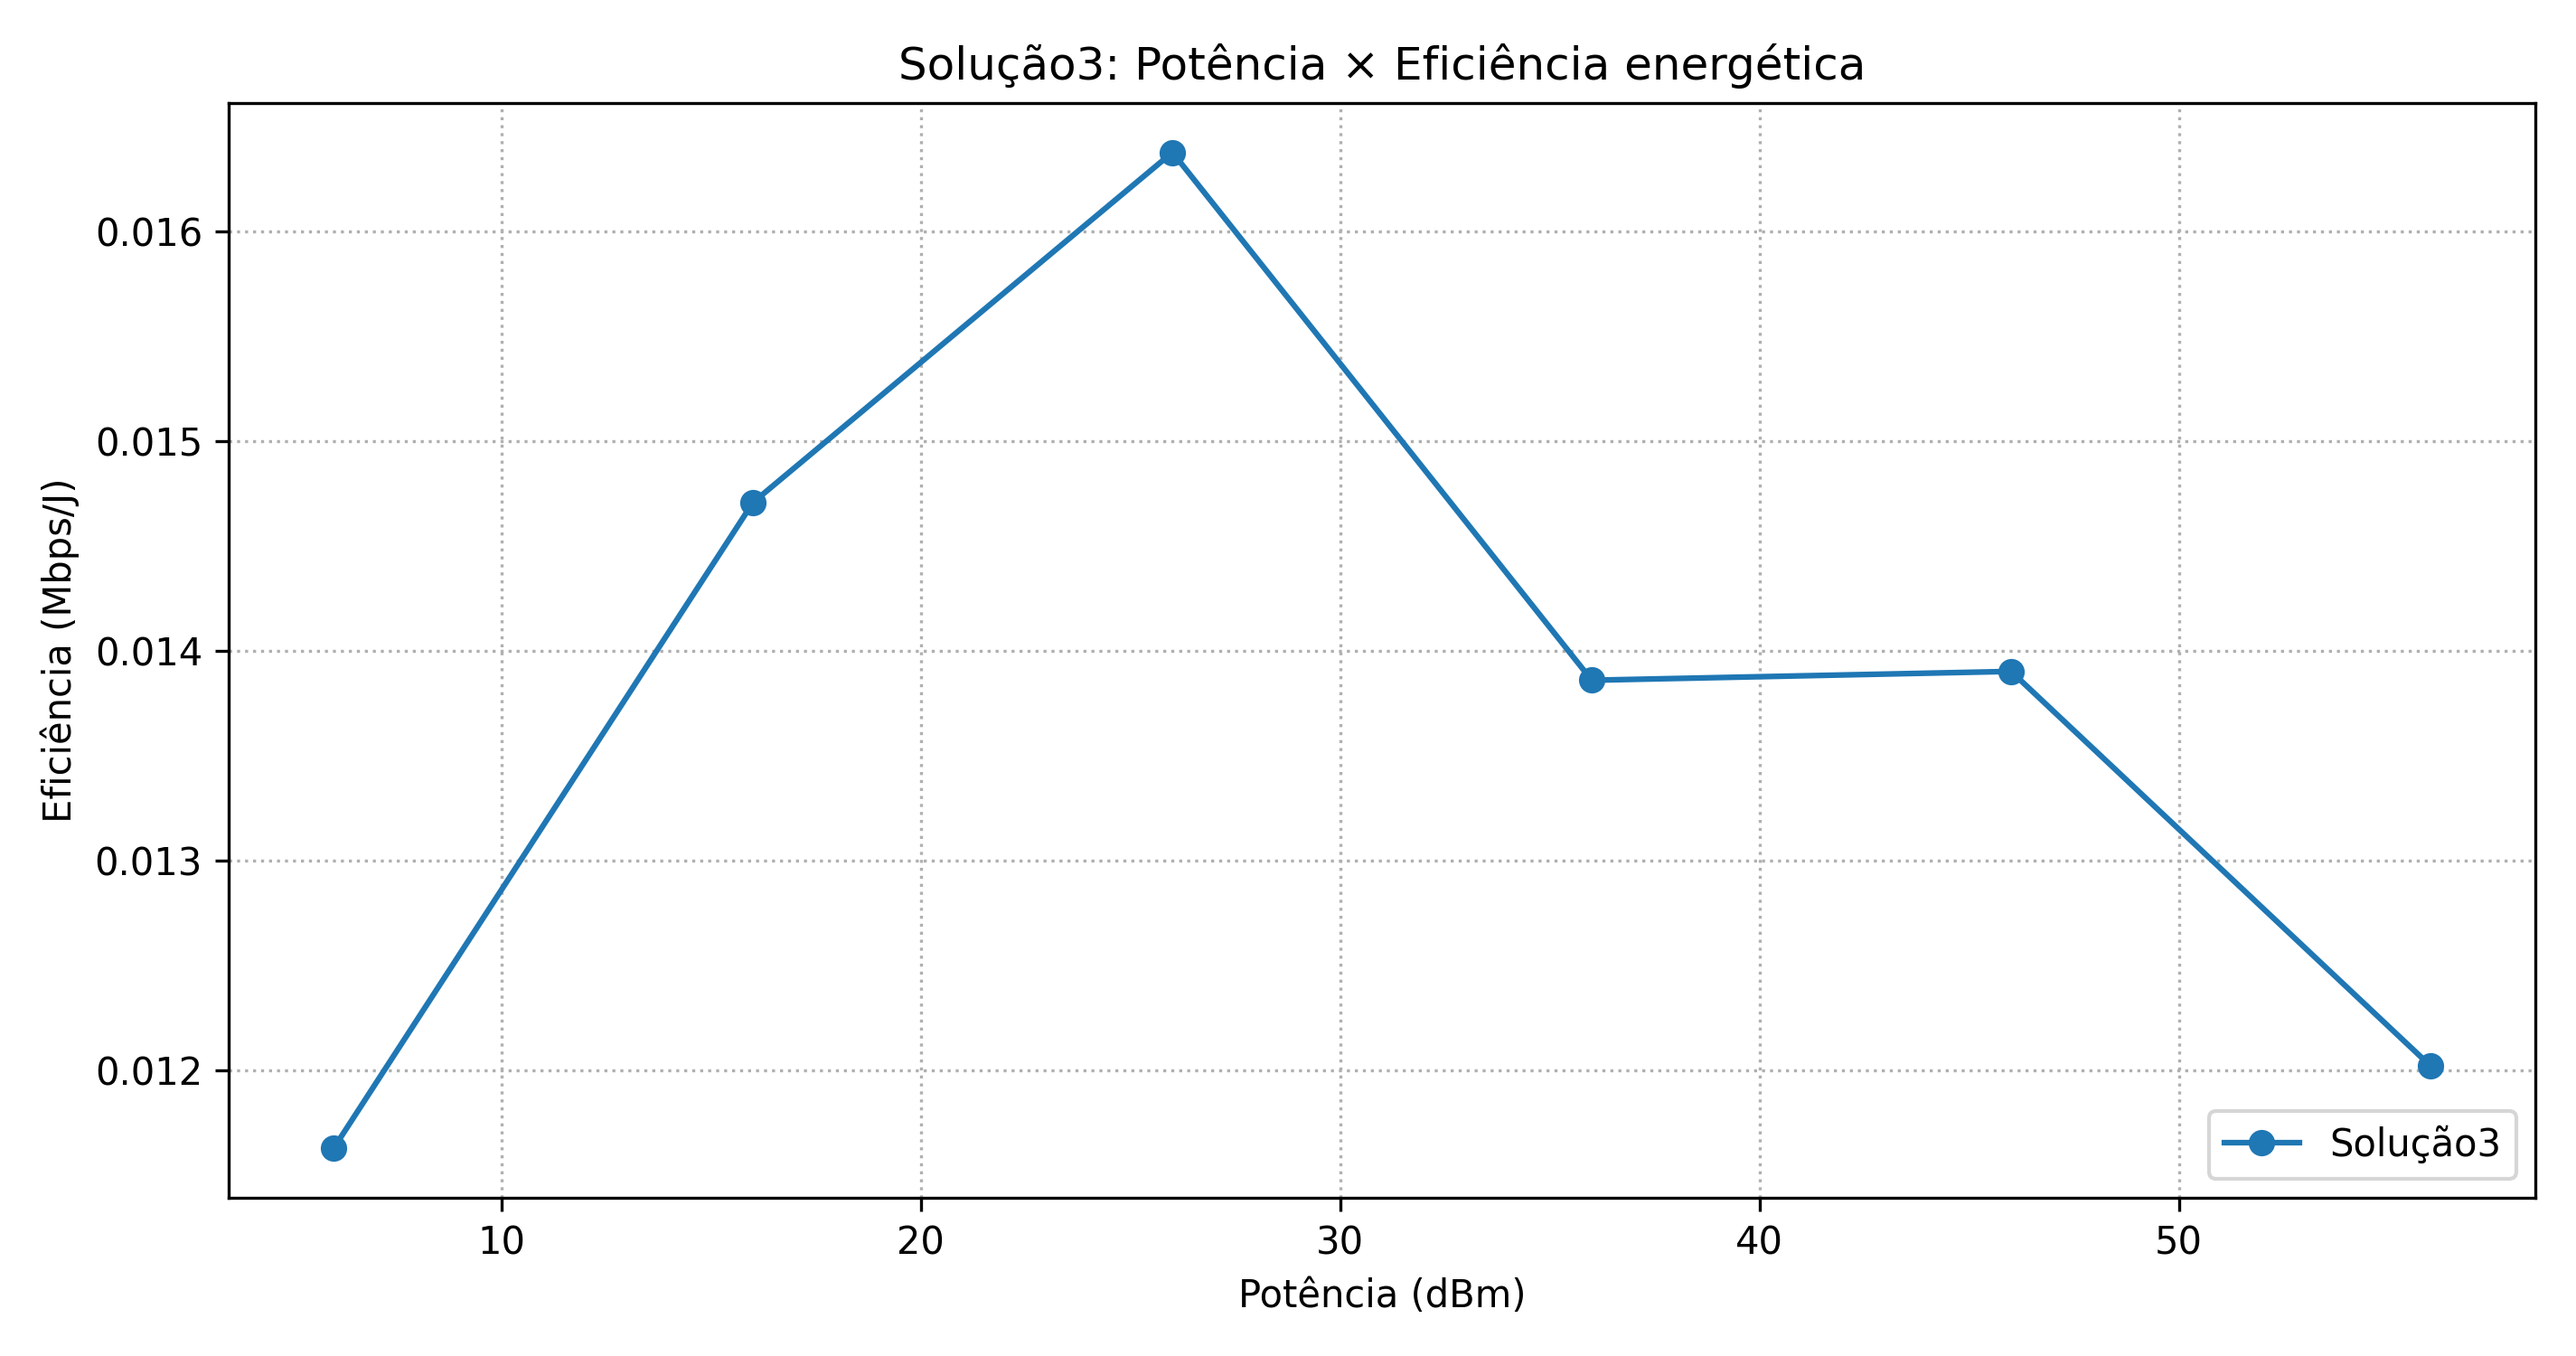 Solução3: Potência × Eficiência energética
Eficiência (Mbps/J)
0.016
0.015
0.014
0.013
0.012
10 20 30 40 50
Potência (dBm)
Solução3